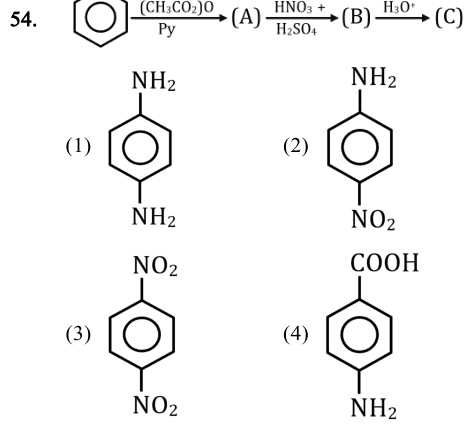 54. (CH₃CO₂)O Py (A) HNO₃ + H₂SO₄ (B) H₃O⁺ (C)
NH₂ NH₂
(1) (2)
NH₂ NO₂
NO₂ COOH
(3) (4)
NO₂ NH₂